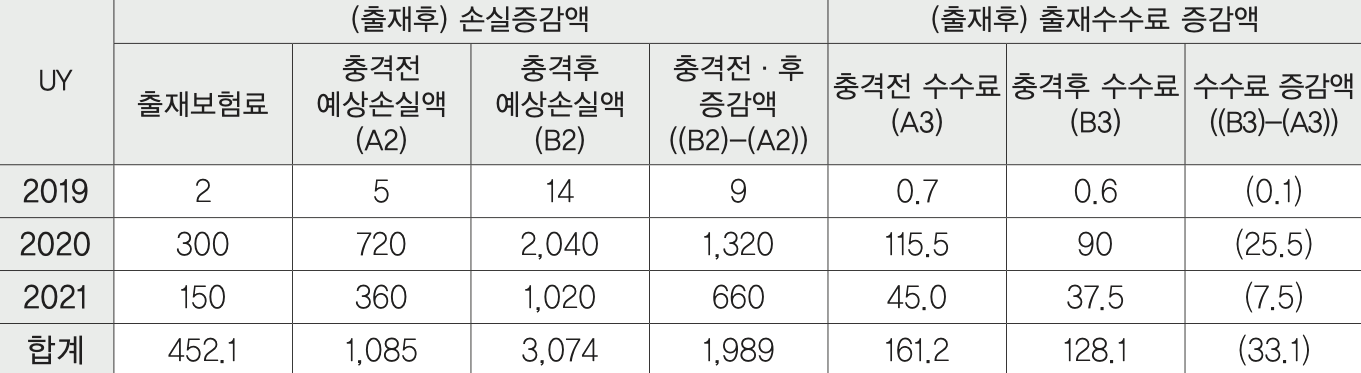 UY (출재후) 손실증감액 (출재후) 출재수수료 증감액
출재보험료 충격전 예상손실액 (A2) 충격후 예상손실액 (B2) 충격전 · 후 증감액 ((B2)–(A2)) 충격전 수수료 (A3) 충격후 수수료 (B3) 수수료 증감액 ((B3)–(A3))
2019 2 5 14 9 0.7 0.6 (0.1)
2020 300 720 2,040 1,320 115.5 90 (25.5)
2021 150 360 1,020 660 45.0 37.5 (7.5)
합계 452.1 1,085 3,074 1,989 161.2 128.1 (33.1)